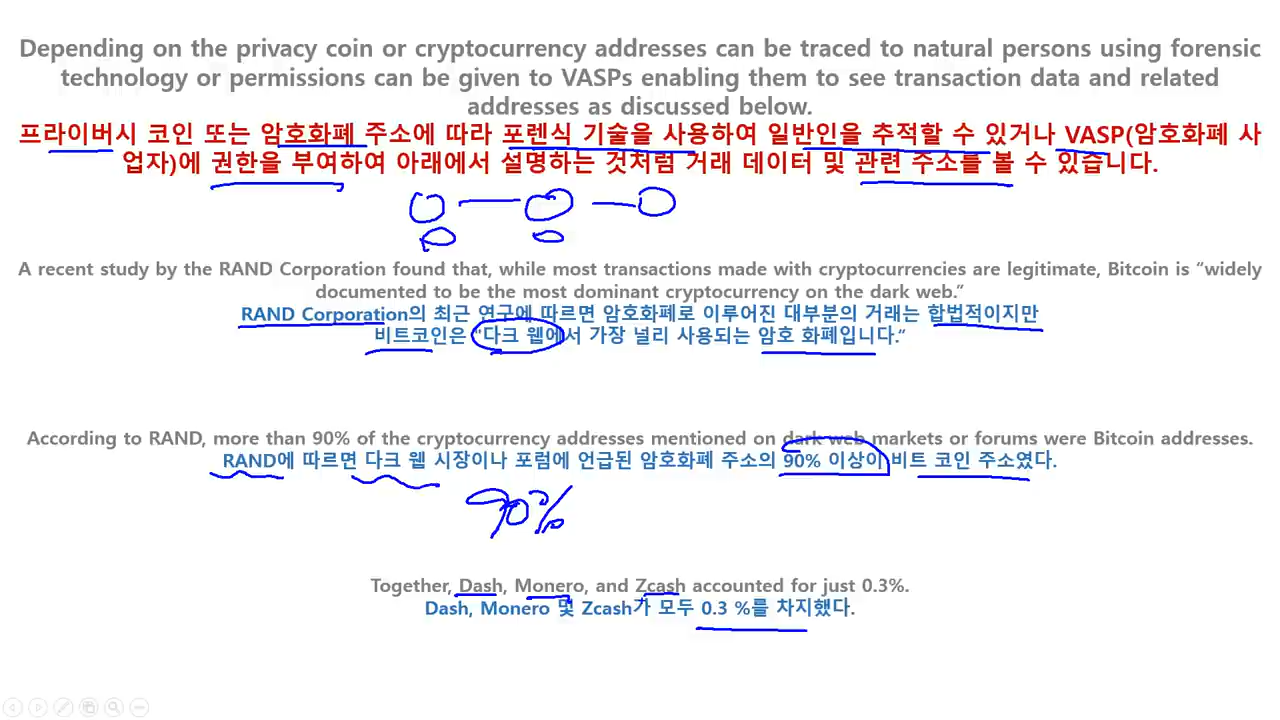 Depending on the privacy coin or cryptocurrency addresses can be traced to natural persons using forensic
technology or permissions can be given to VASPs enabling them to see transaction data and related
addresses as discussed below.
프라이버시 코인 또는 암호화폐 주소에 따라 포렌식 기술을 사용하여 일반인을 추적할 수 있거나 VASP(암호화폐 사
업자)에 권한을 부여하여 아래에서 설명하는 것처럼 거래 데이터 및 관련 주소를 볼 수 있습니다.
A recent study by the RAND Corporation found that, while most transactions made with cryptocurrencies are legitimate, Bitcoin is “widely
documented to be the most dominant cryptocurrency on the dark web.”
RAND Corporation의 최근 연구에 따르면 암호화폐로 이루어진 대부분의 거래는 합법적이지만
비트코인은 "다크 웹에서 가장 널리 사용되는 암호 화폐입니다.“
According to RAND, more than 90% of the cryptocurrency addresses mentioned on dark web markets or forums were Bitcoin addresses.
RAND에 따르면 다크 웹 시장이나 포럼에 언급된 암호화폐 주소의 90% 이상이 비트 코인 주소였다.
90%
Together, Dash, Monero, and Zcash accounted for just 0.3%.
Dash, Monero 및 Zcash가 모두 0.3 %를 차지했다.